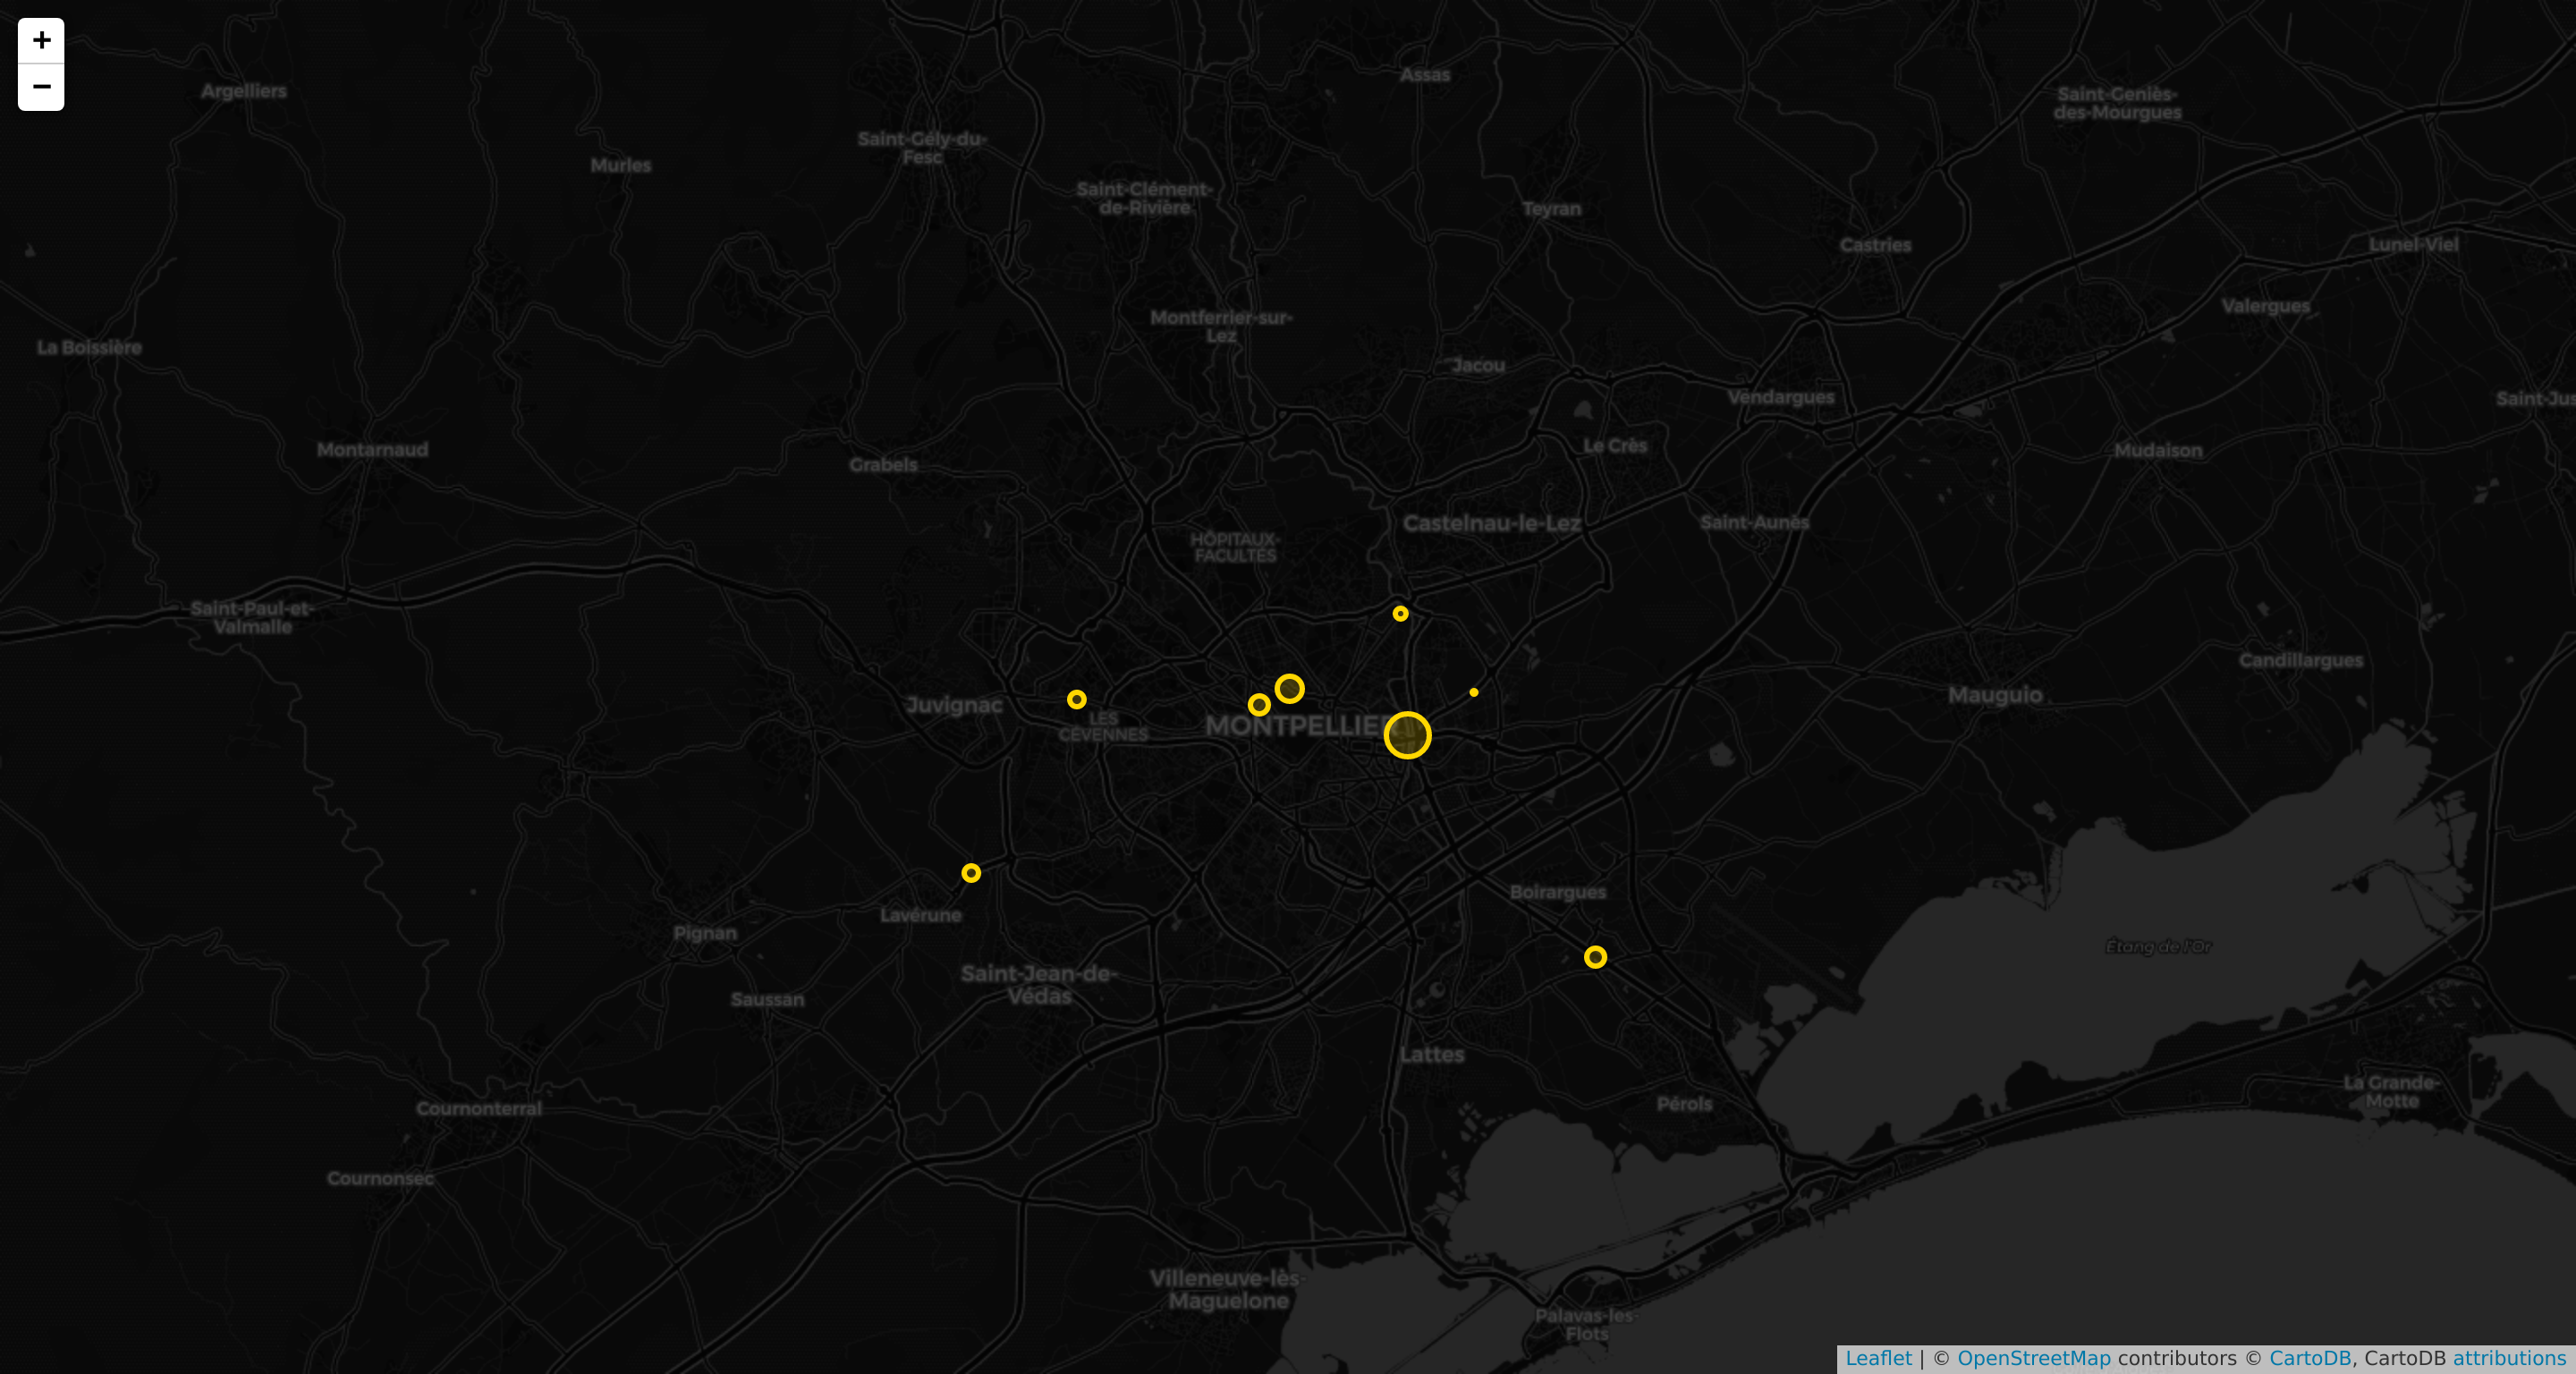 +
−
Argelliers
Assas
Saint-Geniès-
des-Mourgues
Saint-Gély-du-
Fesc
Murles
Saint-Clément-
de-Rivière
Teyran
Castries
Lunel-Viel
Valergues
Montferrier-sur-
Lez
La Boissière
Jacou
Vendargues
Saint-Jus
Montarnaud
Grabels
Le Crès
Mudaison
Castelnau-le-Lez
Saint-Aunès
HÔPITAUX-
FACULTÉS
Saint-Paul-et-
Valmalle
Candillargues
Juvignac
Mauguio
LES
CÉVENNES
MONTPELLIER
Boirargues
Lavérune
Pignan
Étang de l'Or
Saint-Jean-de-
Védas
Saussan
Lattes
La Grande-
Motte
Pérols
Cournonterral
Cournonsec
Villeneuve-lès-
Maguelone
Palavas-les-
Flots
Leaflet | © OpenStreetMap contributors © CartoDB, CartoDB attributions